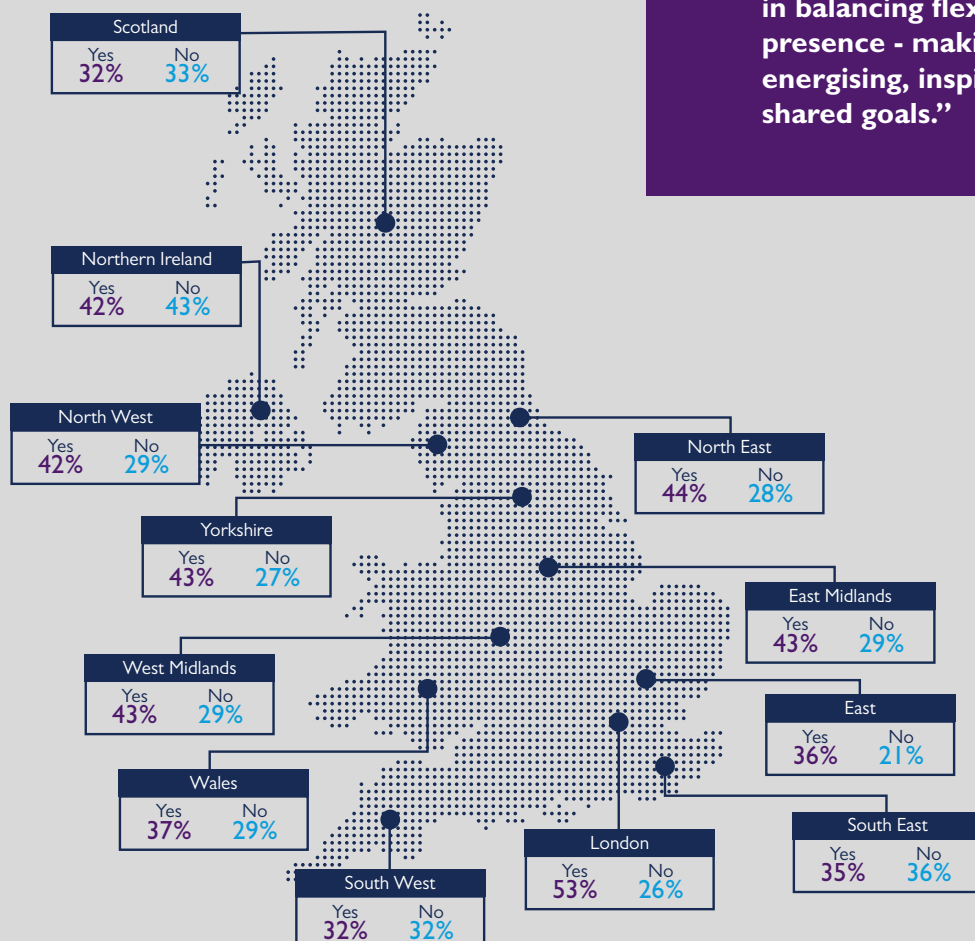 in balancing
presence -
energising,
shared goals.”
Scotland
Yes No
32% 33%
Northern Ireland
Yes No
42% 43%
North West
Yes No
42% 29%
North East
Yes No
44% 28%
Yorkshire
Yes No
43% 27%
East Midlands
Yes No
43% 29%
West Midlands
Yes No
43% 29%
East
Yes No
36% 21%
Wales
Yes No
37% 29%
South East
Yes No
35% 36%
London
Yes No
53% 26%
South West
Yes No
32% 32%